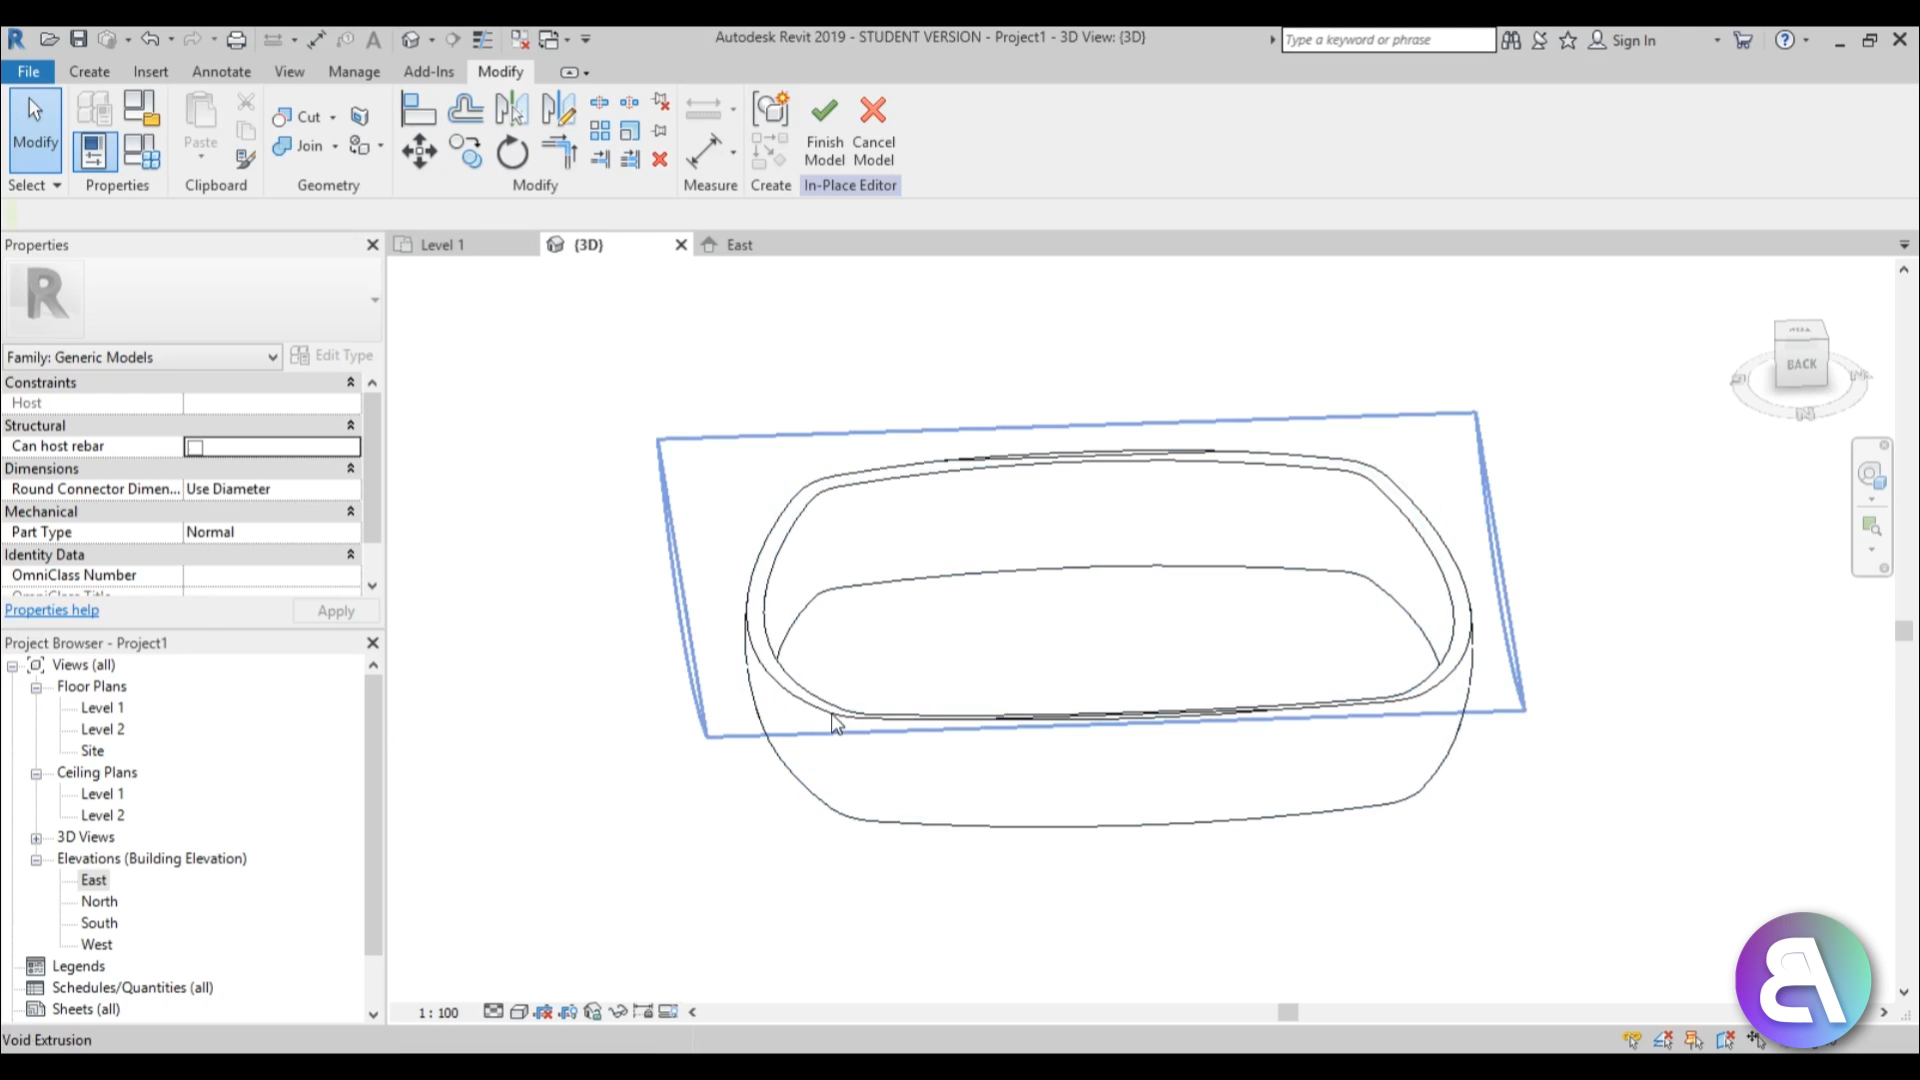 Autodesk Revit 2019 - STUDENT VERSION - Project1 - 3D View: {3D}
Type a keyword or phrase
Sign In
File Create Insert Annotate View Manage Add-Ins Modify
Modify
Paste
Cut
Join
Finish Model
Cancel Model
Select Properties Clipboard Geometry Modify Measure Create In-Place Editor
Properties
Level 1
{3D}
East
R
Family: Generic Models
Edit Type
Constraints
Host
Structural
Can host rebar
Dimensions
Round Connector Dimen... Use Diameter
Mechanical
Part Type Normal
Identity Data
OmniClass Number
Properties help
Apply
BACK
Project Browser - Project1
Views (all)
Floor Plans
Level 1
Level 2
Site
Ceiling Plans
Level 1
Level 2
3D Views
Elevations (Building Elevation)
East
North
South
West
Legends
Schedules/Quantities (all)
Sheets (all)
1 : 100
Void Extrusion